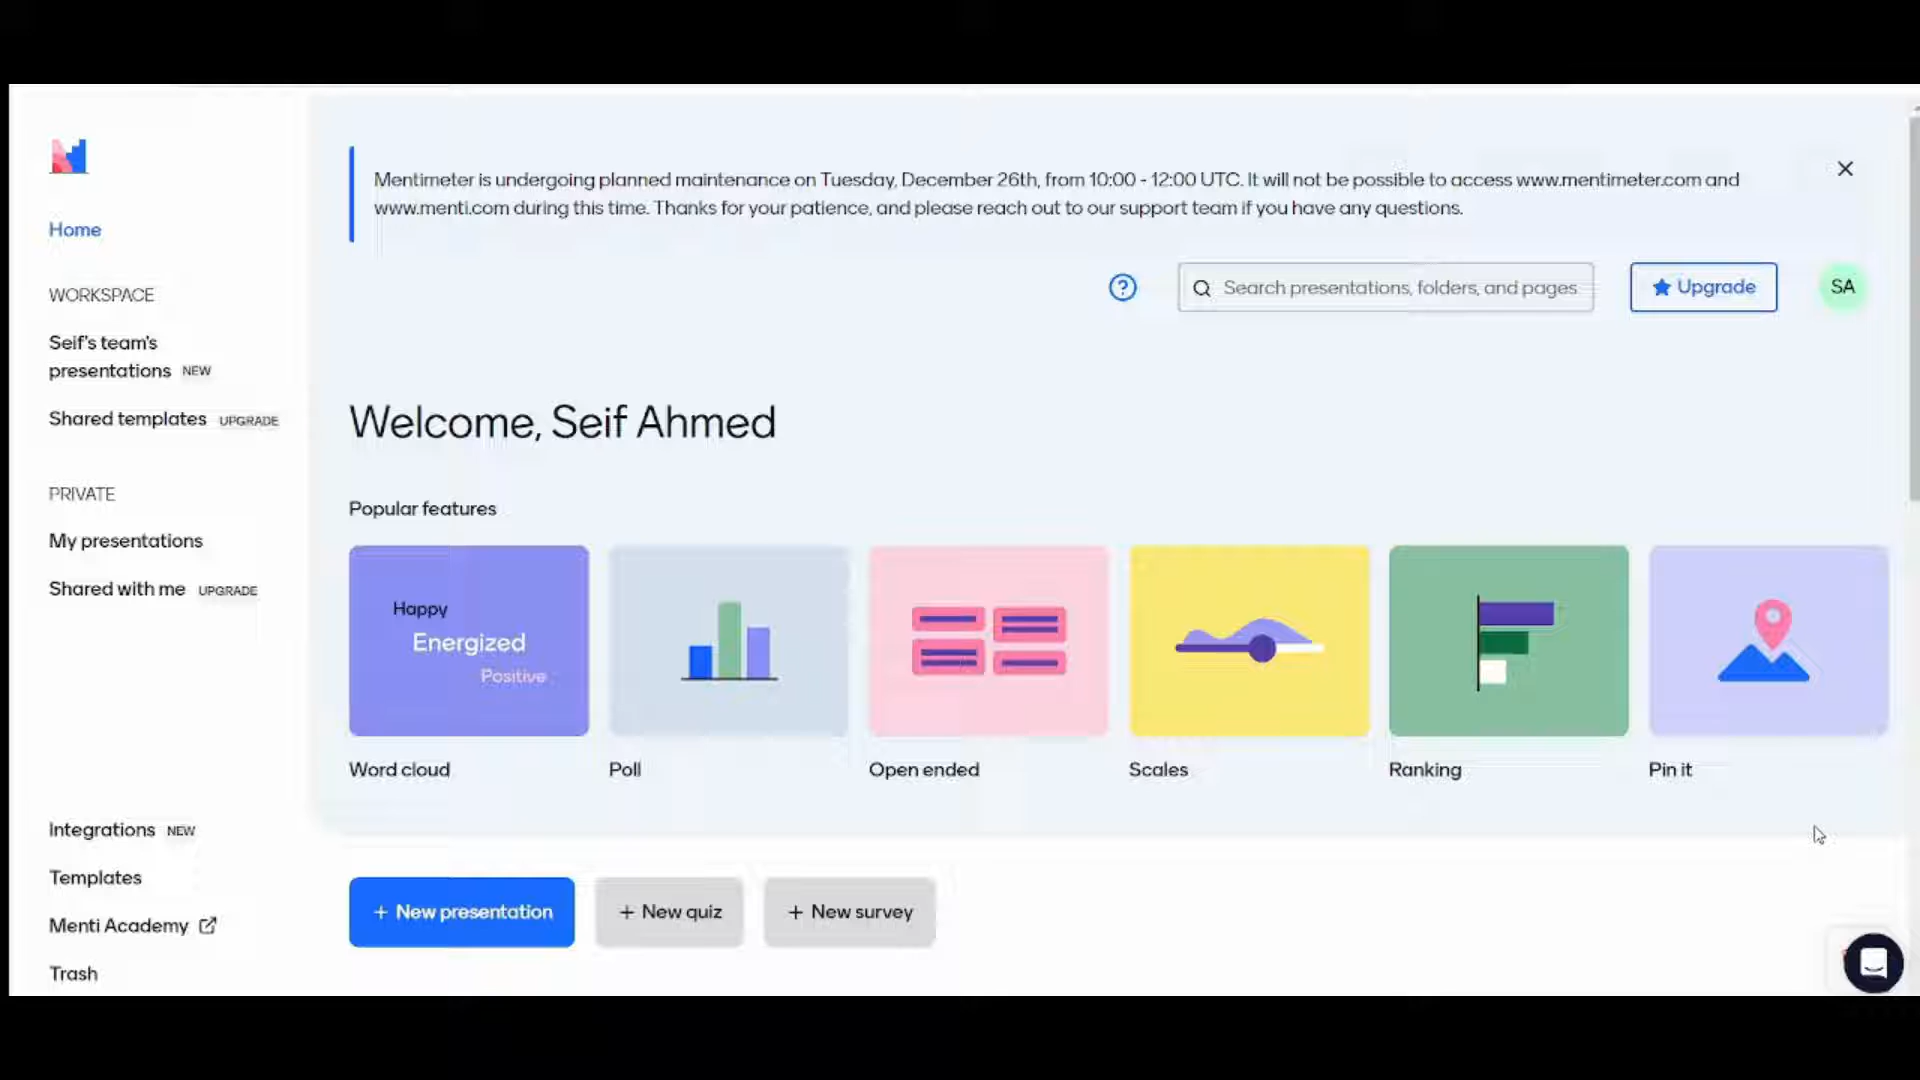 Mentimeter is undergoing planned maintenance on Tuesday, December 26th, from 10:00 - 12:00 UTC. It will not be possible to access www.mentimeter.com and
www.menti.com during this time. Thanks for your patience, and please reach out to our support team if you have any questions.
Home
WORKSPACE
Seif's team's
presentations NEW
Shared templates UPGRADE
PRIVATE
My presentations
Shared with me UPGRADE
Integrations NEW
Templates
Menti Academy
Trash
Search presentations, folders, and pages
Upgrade
SA
Welcome, Seif Ahmed
Popular features
Happy
Energized
Positive
Word cloud
Poll
Open ended
Scales
Ranking
Pin it
+ New presentation
+ New quiz
+ New survey